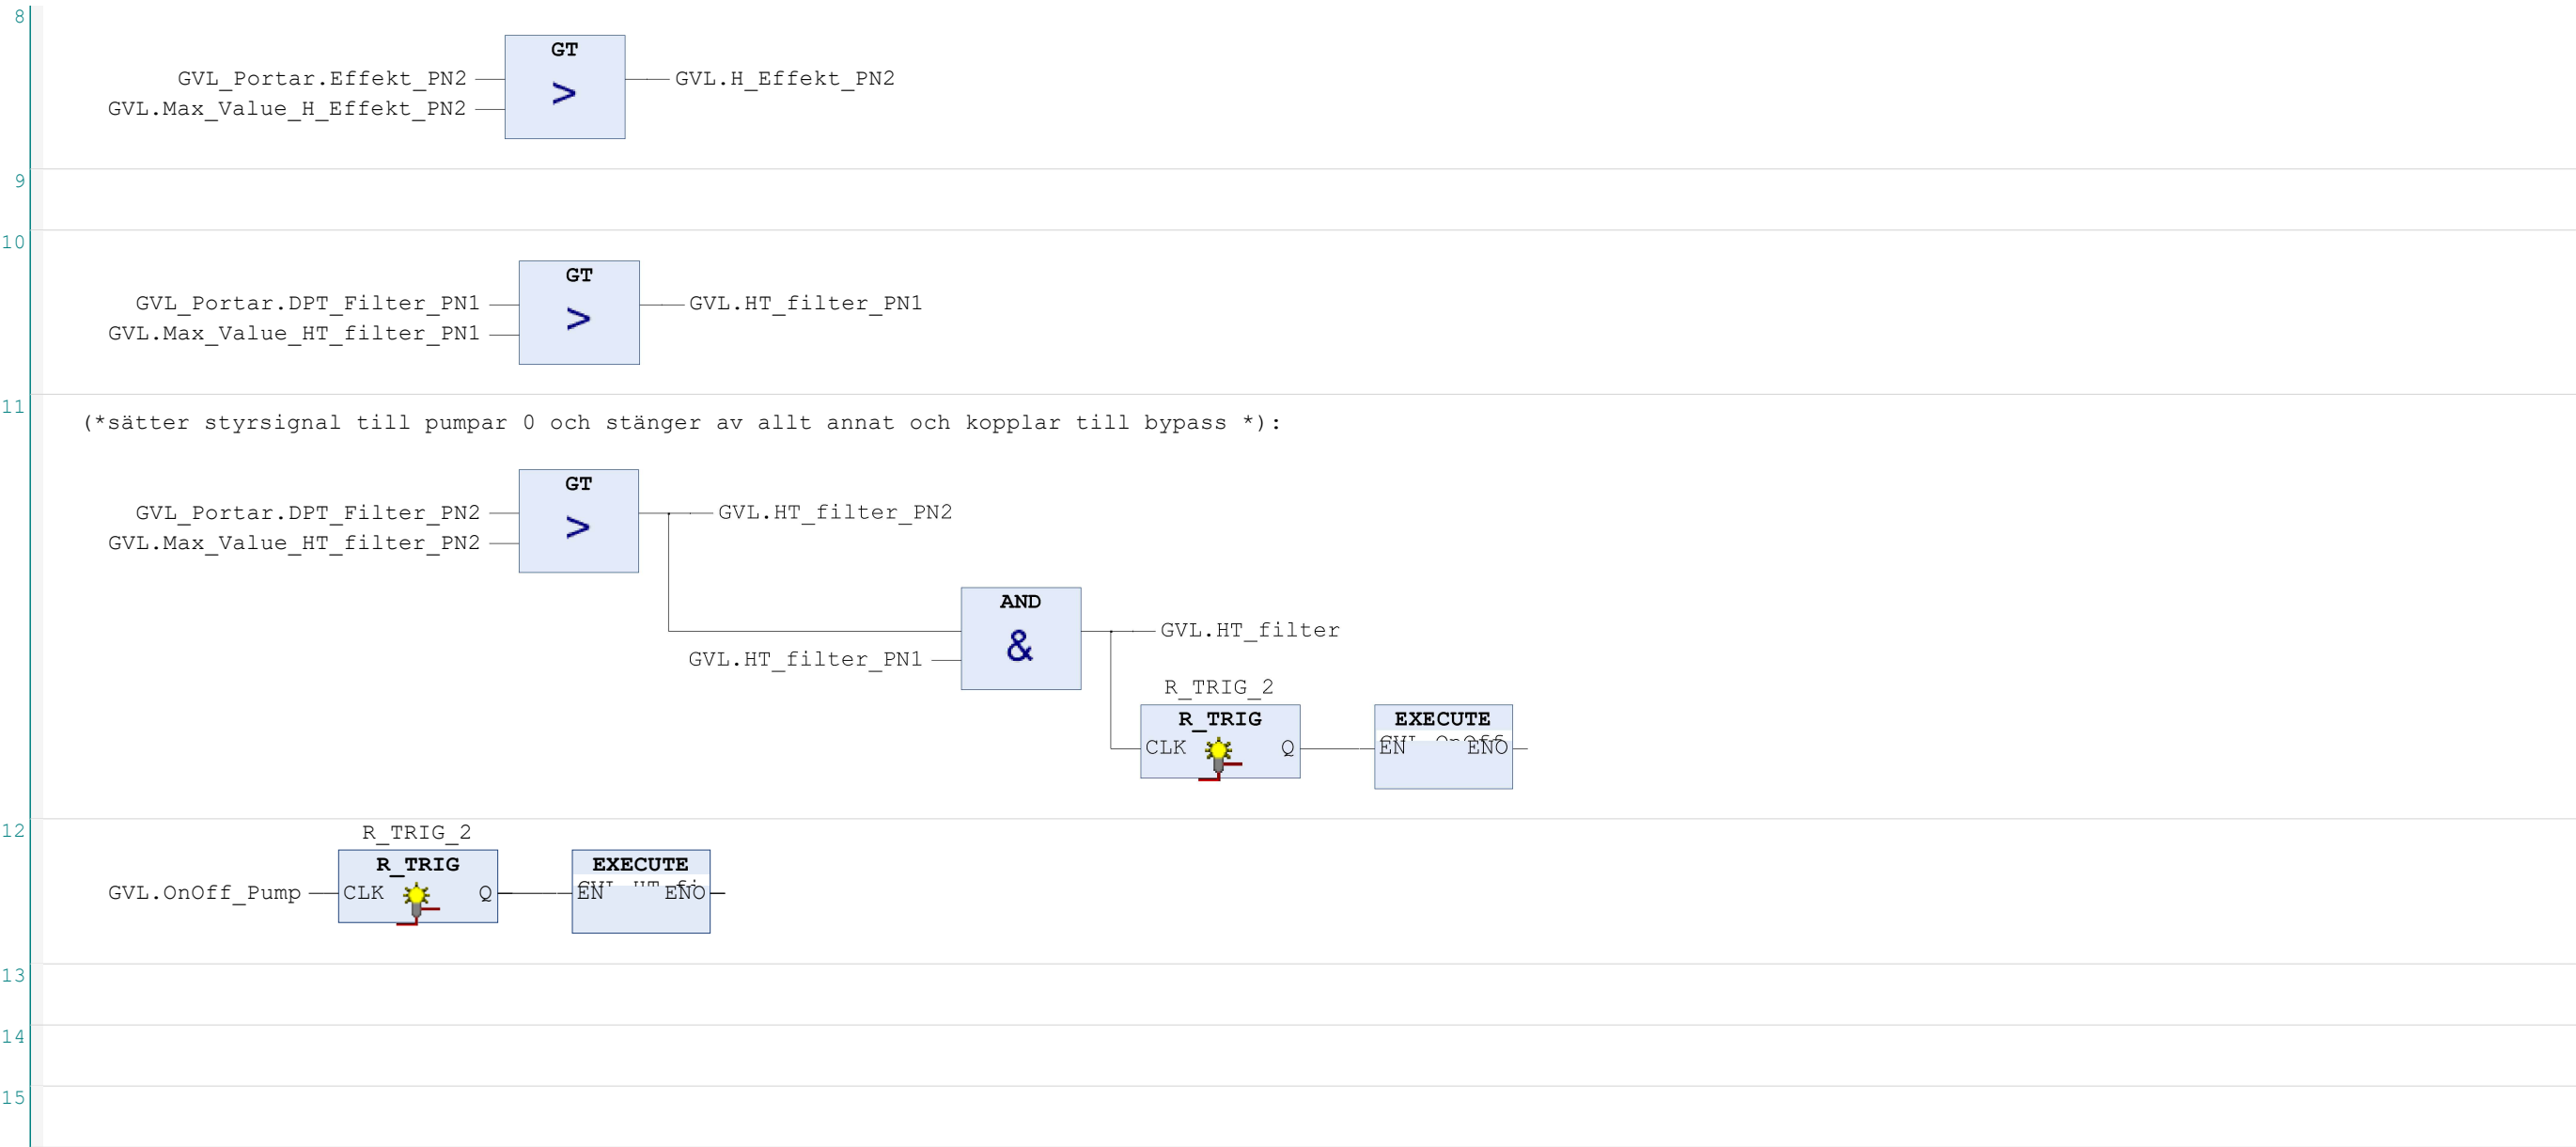 8
GT
GVL_Portar.Effekt_PN2
>
GVL.H_Effekt_PN2
GVL.Max_Value_H_Effekt_PN2
9
10
GT
GVL_Portar.DPT_Filter_PN1
>
GVL.HT_filter_PN1
GVL.Max_Value_HT_filter_PN1
11
(*sätter styrsignal till pumpar 0 och stänger av allt annat och kopplar till bypass *):
GT
GVL_Portar.DPT_Filter_PN2
>
GVL.HT_filter_PN2
GVL.Max_Value_HT_filter_PN2
AND
&
GVL.HT_filter
GVL.HT_filter_PN1
R_TRIG_2
R_TRIG
EXECUTE
CLK Q
EN ENO
12
R_TRIG_2
R_TRIG
EXECUTE
GVL.OnOff_Pump
CLK Q
EN ENO
13
14
15